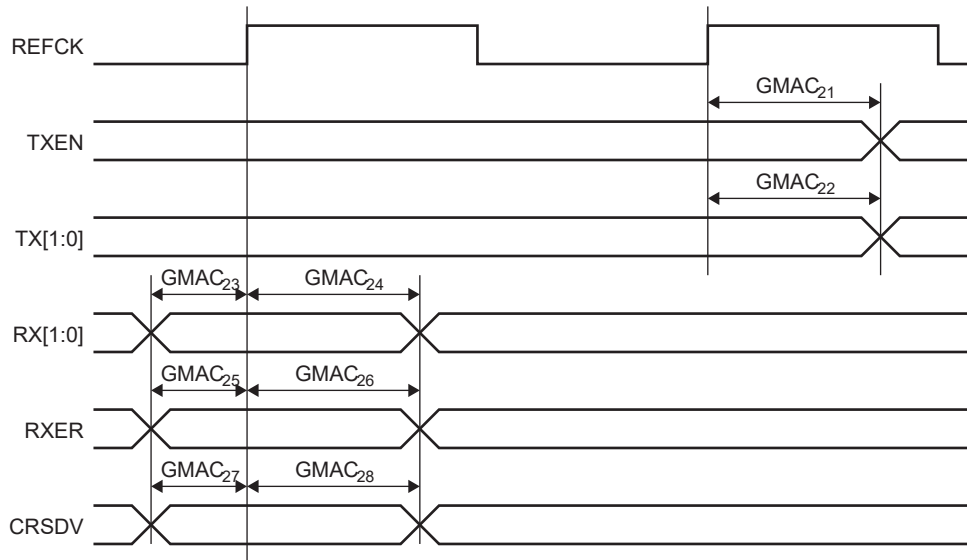 REFCK
GMAC21
TXEN
GMAC22
TX[1:0]
GMAC23 GMAC24
RX[1:0]
GMAC25 GMAC26
RXER
GMAC27 GMAC28
CRSDV